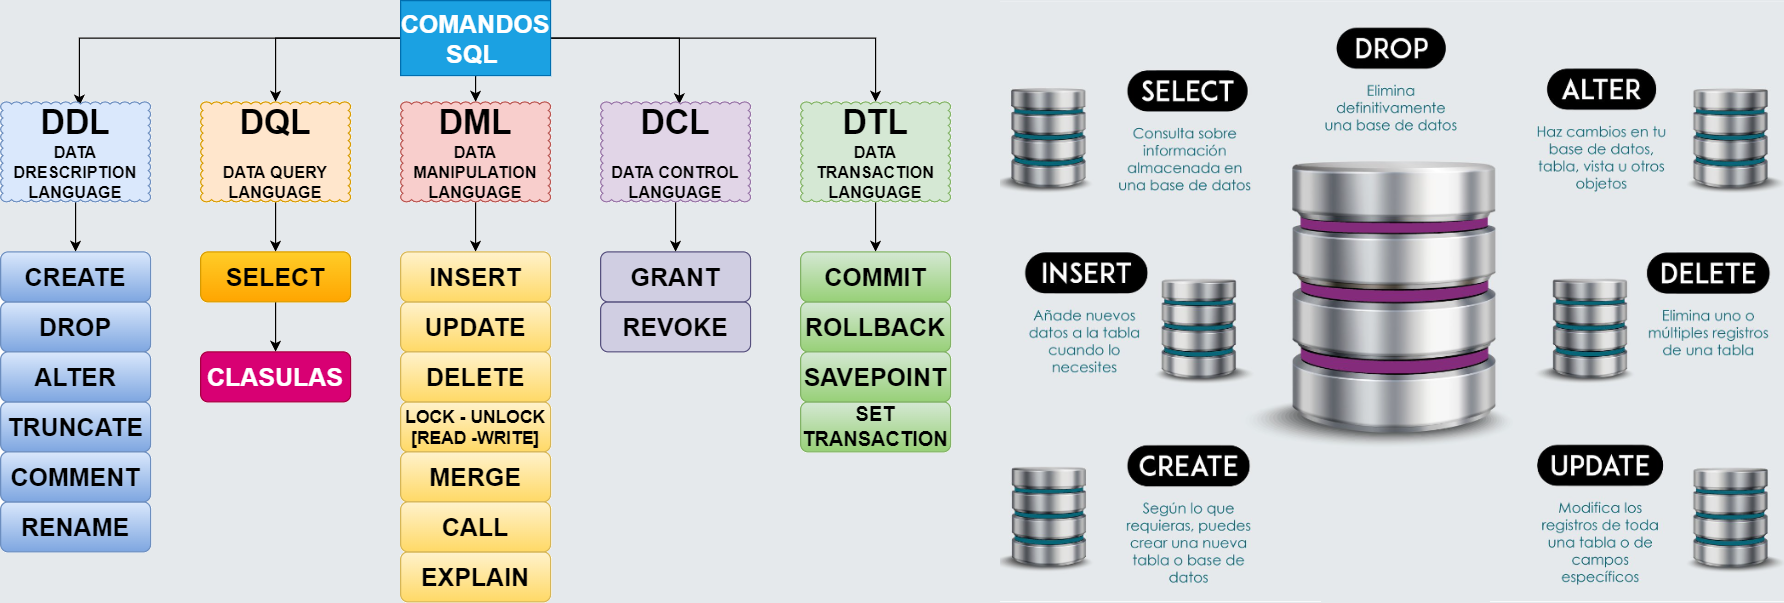 COMANDOS
SQL
DDL
DATA
DRESCRIPTION
LANGUAGE
CREATE
DROP
ALTER
TRUNCATE
COMMENT
RENAME
DQL
DATA QUERY
LANGUAGE
SELECT
CLASULAS
DML
DATA
MANIPULATION
LANGUAGE
INSERT
UPDATE
DELETE
LOCK - UNLOCK
[READ -WRITE]
MERGE
CALL
EXPLAIN
DCL
DATA CONTROL
LANGUAGE
GRANT
REVOKE
DTL
DATA
TRANSACTION
LANGUAGE
COMMIT
ROLLBACK
SAVEPOINT
SET
TRANSACTION
SELECT
Consulta sobre
información
almacenada en
una base de datos
DROP
Elimina
definitivamente
una base de datos
ALTER
Haz cambios en tu
base de datos,
tabla, vista u otros
objetos
INSERT
Añade nuevos
datos a la tabla
cuando lo
necesites
DELETE
Elimina uno o
múltiples registros
de una tabla
CREATE
Según lo que
requieras, puedes
crear una nueva
tabla o base de
datos
UPDATE
Modifica los
registros de toda
una tabla o de
campos
específicos